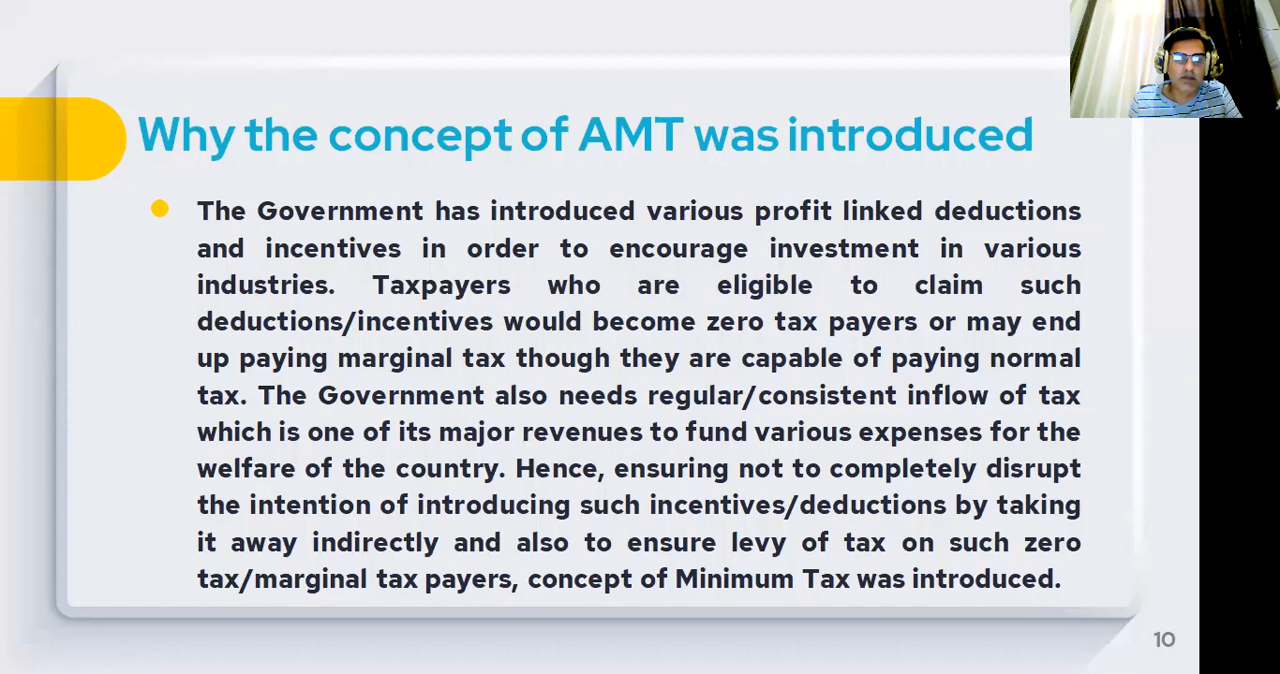 Why the concept of AMT was introduced
The Government has introduced various profit linked deductions
and incentives in order to encourage investment in various
industries. Taxpayers who are eligible to claim such
deductions/incentives would become zero tax payers or may end
up paying marginal tax though they are capable of paying normal
tax. The Government also needs regular/consistent inflow of tax
which is one of its major revenues to fund various expenses for the
welfare of the country. Hence, ensuring not to completely disrupt
the intention of introducing such incentives/deductions by taking
it away indirectly and also to ensure levy of tax on such zero
tax/marginal tax payers, concept of Minimum Tax was introduced.
10